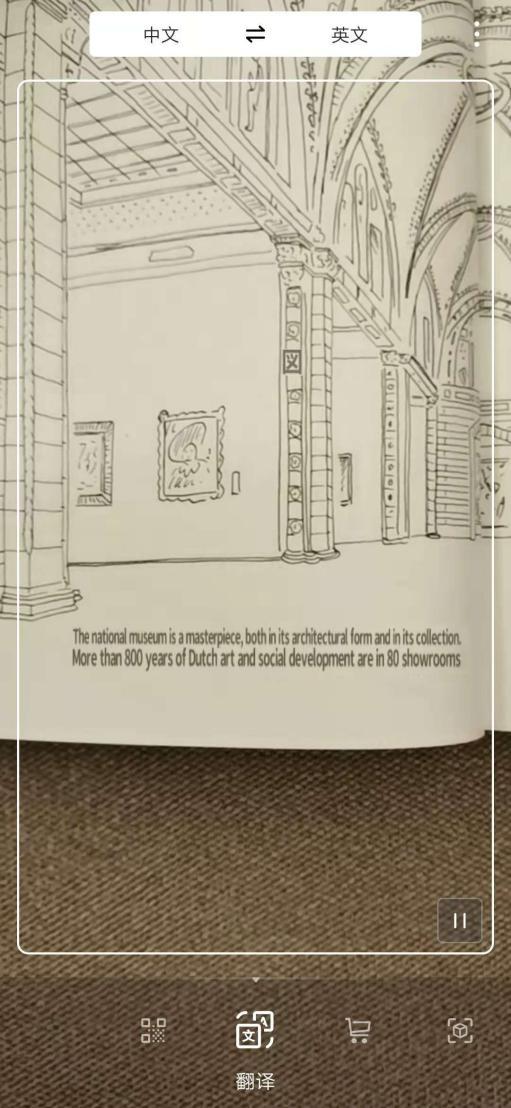 中文
英文
The national museum is a masterpiece, both in its architectural form and in its collection.
More than 800 years of Dutch art and social development are in 80 showrooms
翻译